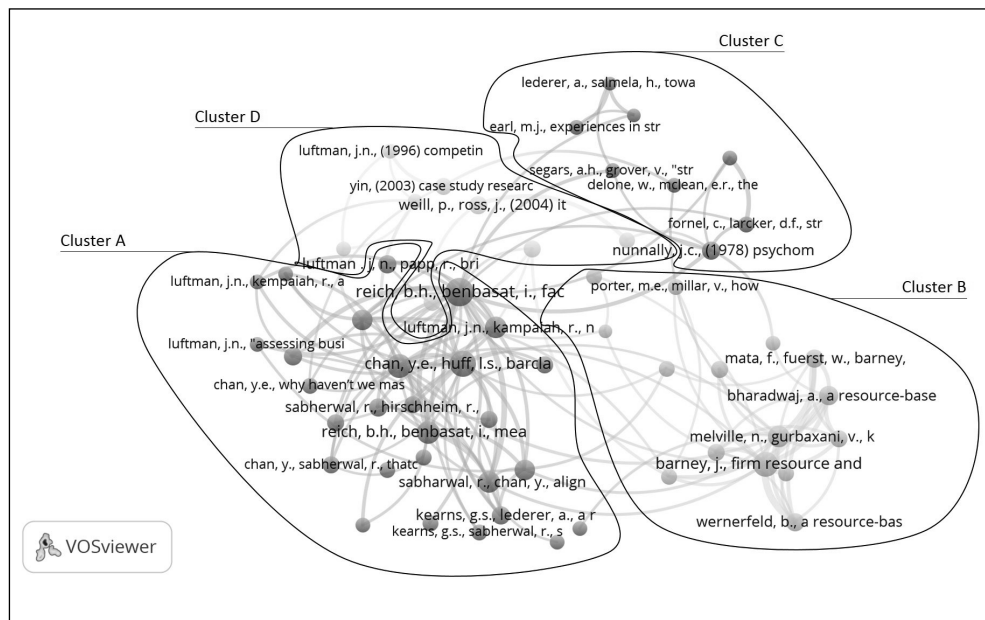 Cluster C
lederer, a., salmela, h., towa
Cluster D
earl, m.j., experiences in str
luftman, j.n., (1996) competin
segars, a.h., grover, v., "str
yin, (2003) case study researc
delone, w., mclean, e.r., the
weill, p., ross, j., (2004) it
fornel, c., larcker, d.f., str
Cluster A
nunnally, j.c., (1978) psychom
luftman , j, n., papp, r., bri
luftman, j.n., kempaiah, r., a
porter, m.e., millar, v., how
Cluster B
reich, b.h., benbasat, i., fac
luftman, j.n., kampalah, r., n
luftman, j.n., "assessing busi
mata, f., fuerst, w., barney,
chan, y.e., huff, l.s., barcla
chan, y.e., why haven't we mas
bharadwaj, a., a resource-base
sabherwal, r., hirschheim, r.,
reich, b.h., benbasat, i., mea
melville, n., gurbaxani, v., k
chan, y., sabherwal, r., thatc
barney, j., firm resource and
sabharwal, r., chan, y., align
kearns, g.s., lederer, a., a r
kearns, g.s., sabherwal, r., s
wernerfeld, b., a resource-bas
VOSviewer